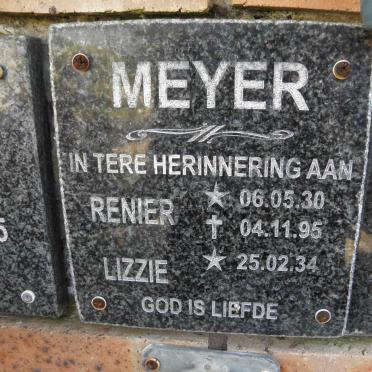 MEYER
IN TERE HERINNERING AAN
RENIER ★ 06.05.30
✝ 04.11.95
LIZZIE ★ 25.02.34
GOD IS LIEFDE
5